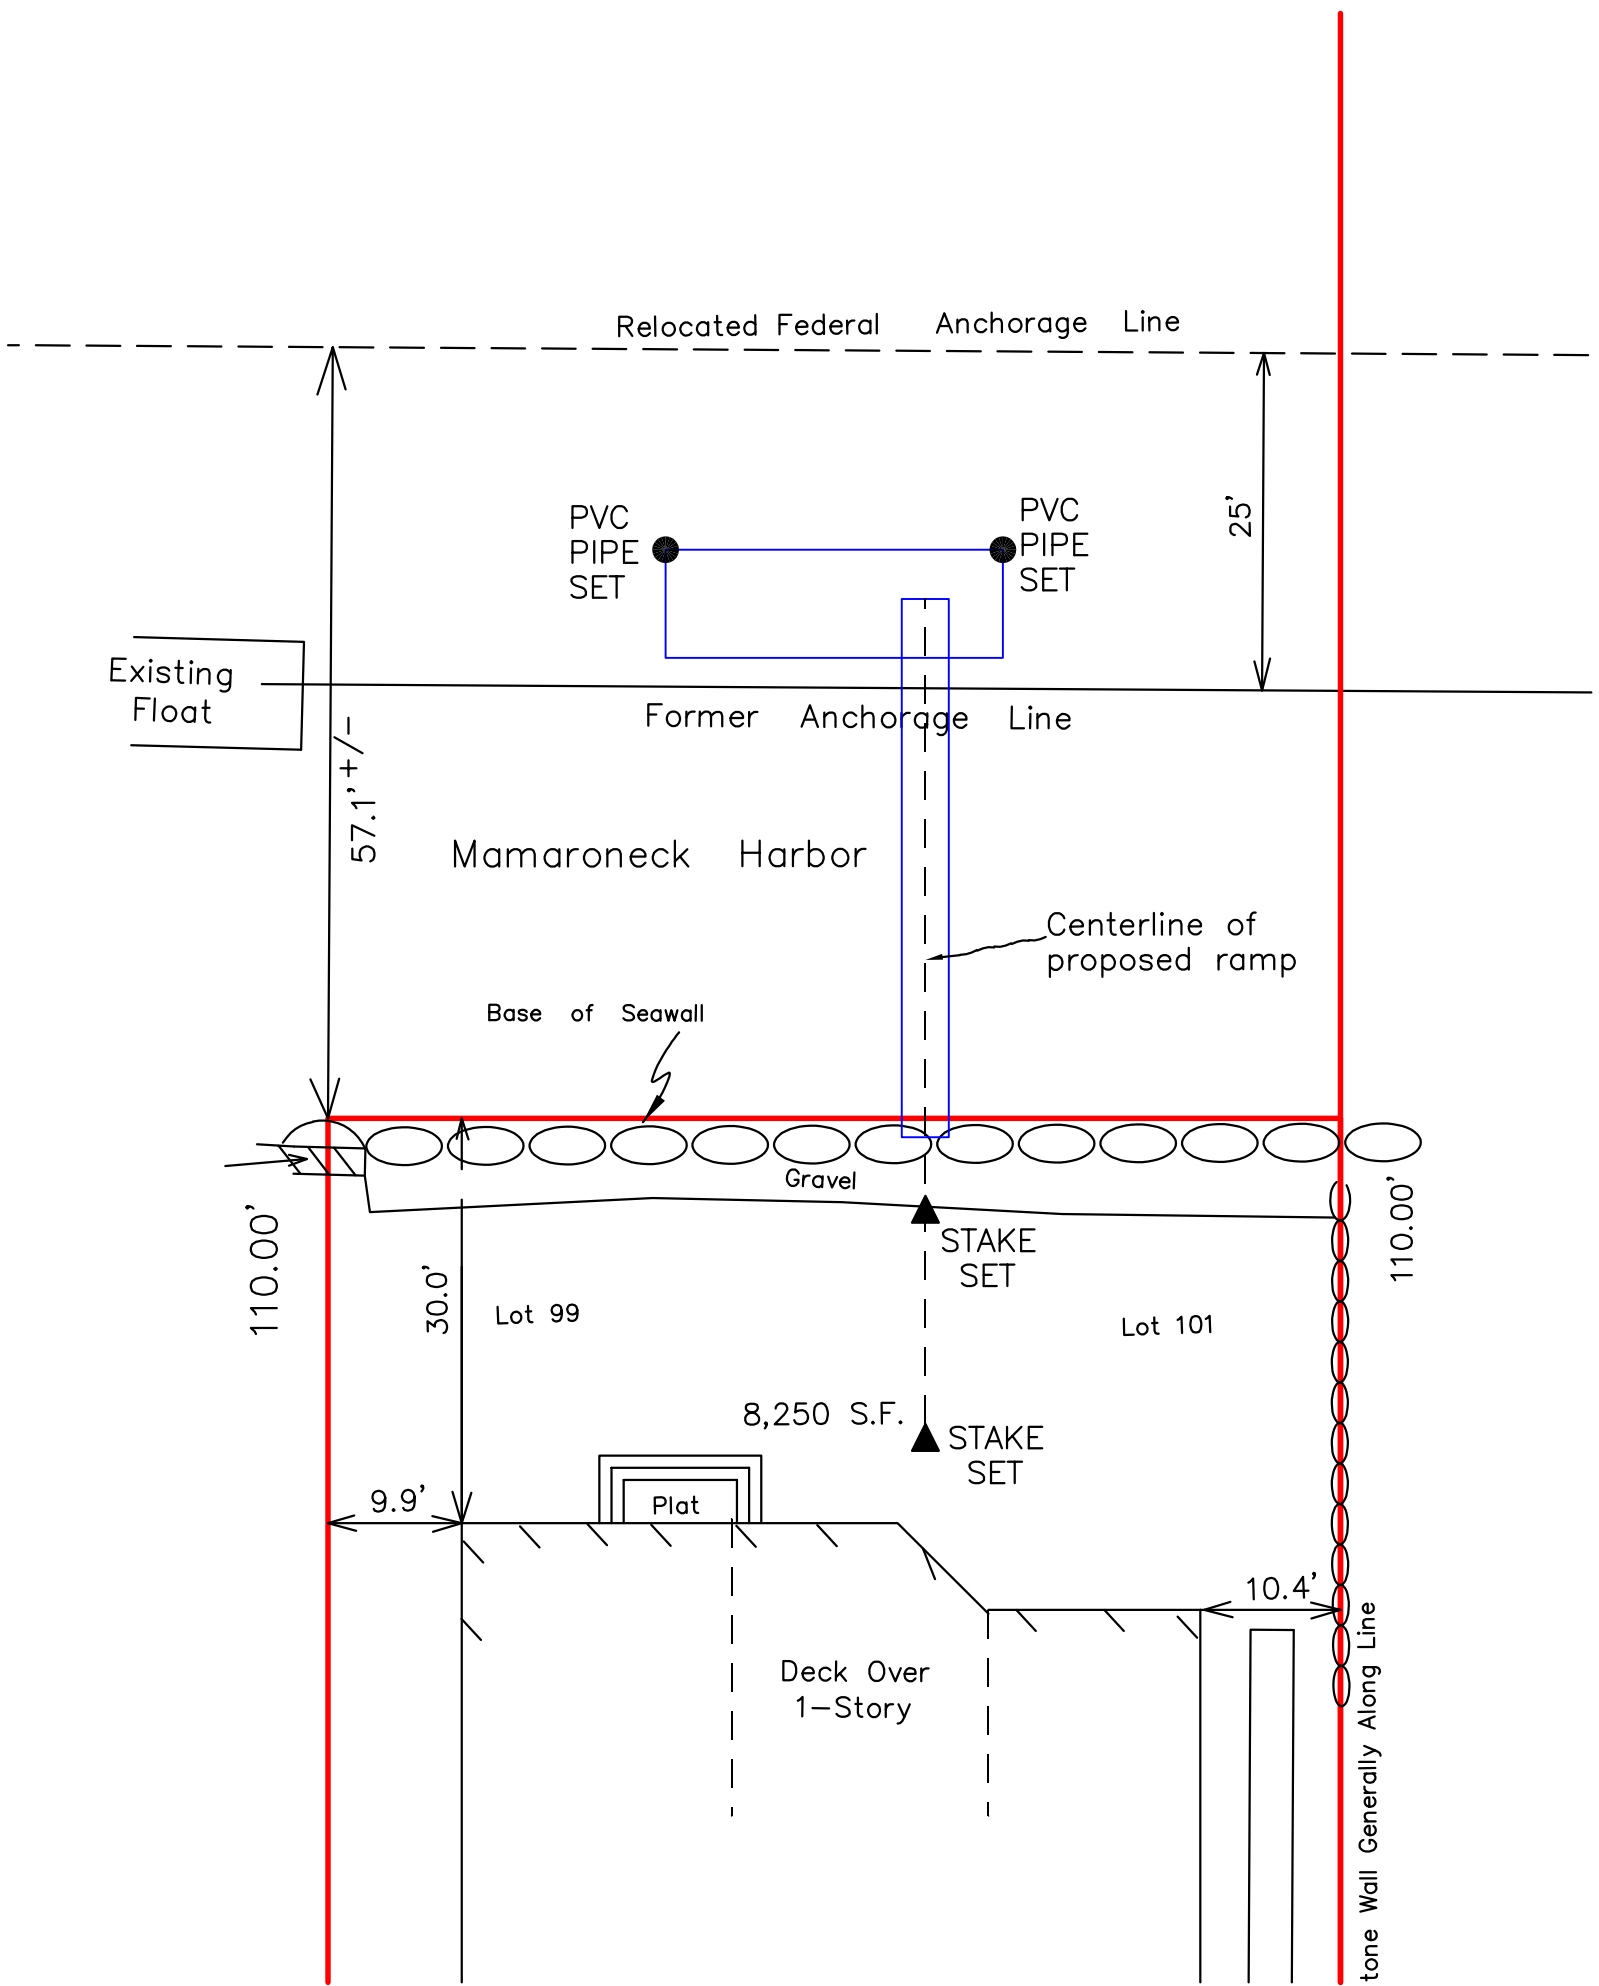 Relocated Federal Anchorage Line
PVC
PIPE
SET
PVC
PIPE
SET
25'
Existing
Float
Former Anchorage Line
57.1'+/-
Mamaroneck Harbor
Centerline of
proposed ramp
Base of Seawall
Gravel
110.00'
110.00'
STAKE
SET
30.0'
Lot 99
Lot 101
8,250 S.F.
STAKE
SET
9.9'
Plat
10.4'
Deck Over
1-Story
tone Wall Generally Along Line